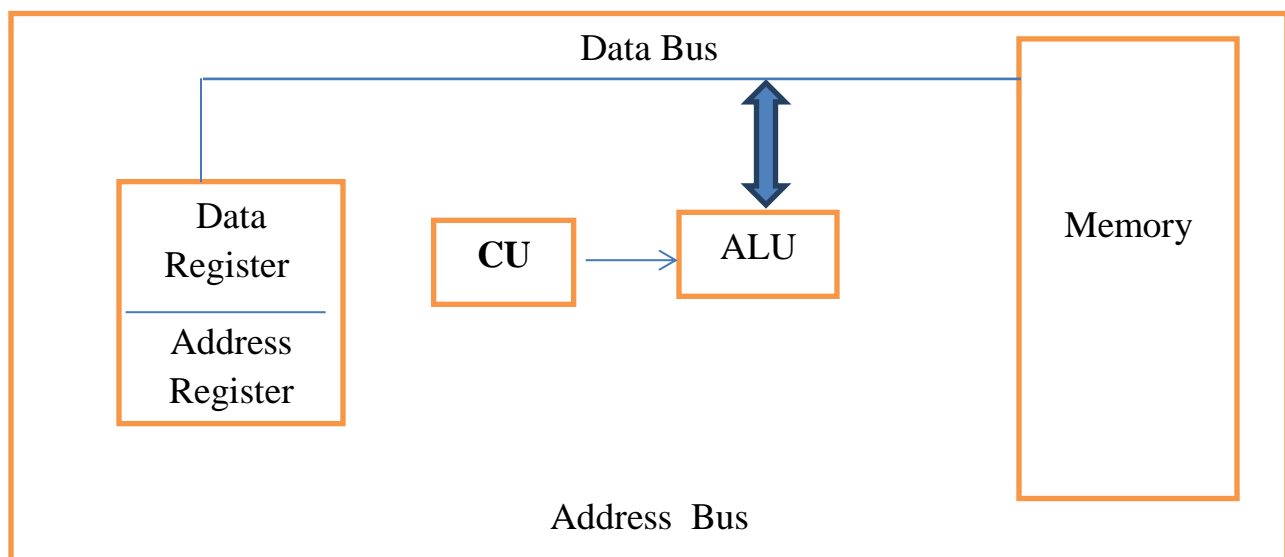 Data Bus
Data
Register
Address
Register
CU
ALU
Memory
Address Bus